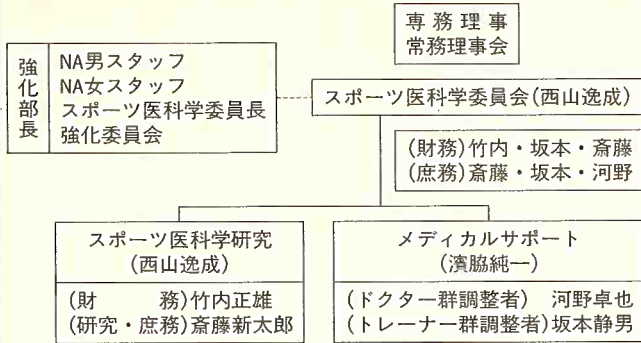 専務理事
常務理事会
強化部長
NA男スタッフ
NA女スタッフ
スポーツ医科学委員長
強化委員会
スポーツ医科学委員会(西山逸成)
(財務)竹内・坂本・斎藤
(庶務)斎藤・坂本・河野
スポーツ医科学研究
(西山逸成)
(財　　務)竹内正雄
(研究・庶務)斎藤新太郎
メディカルサポート
(濱脇純一)
(ドクター群調整者)　河野卓也
(トレーナー群調整者)坂本静男